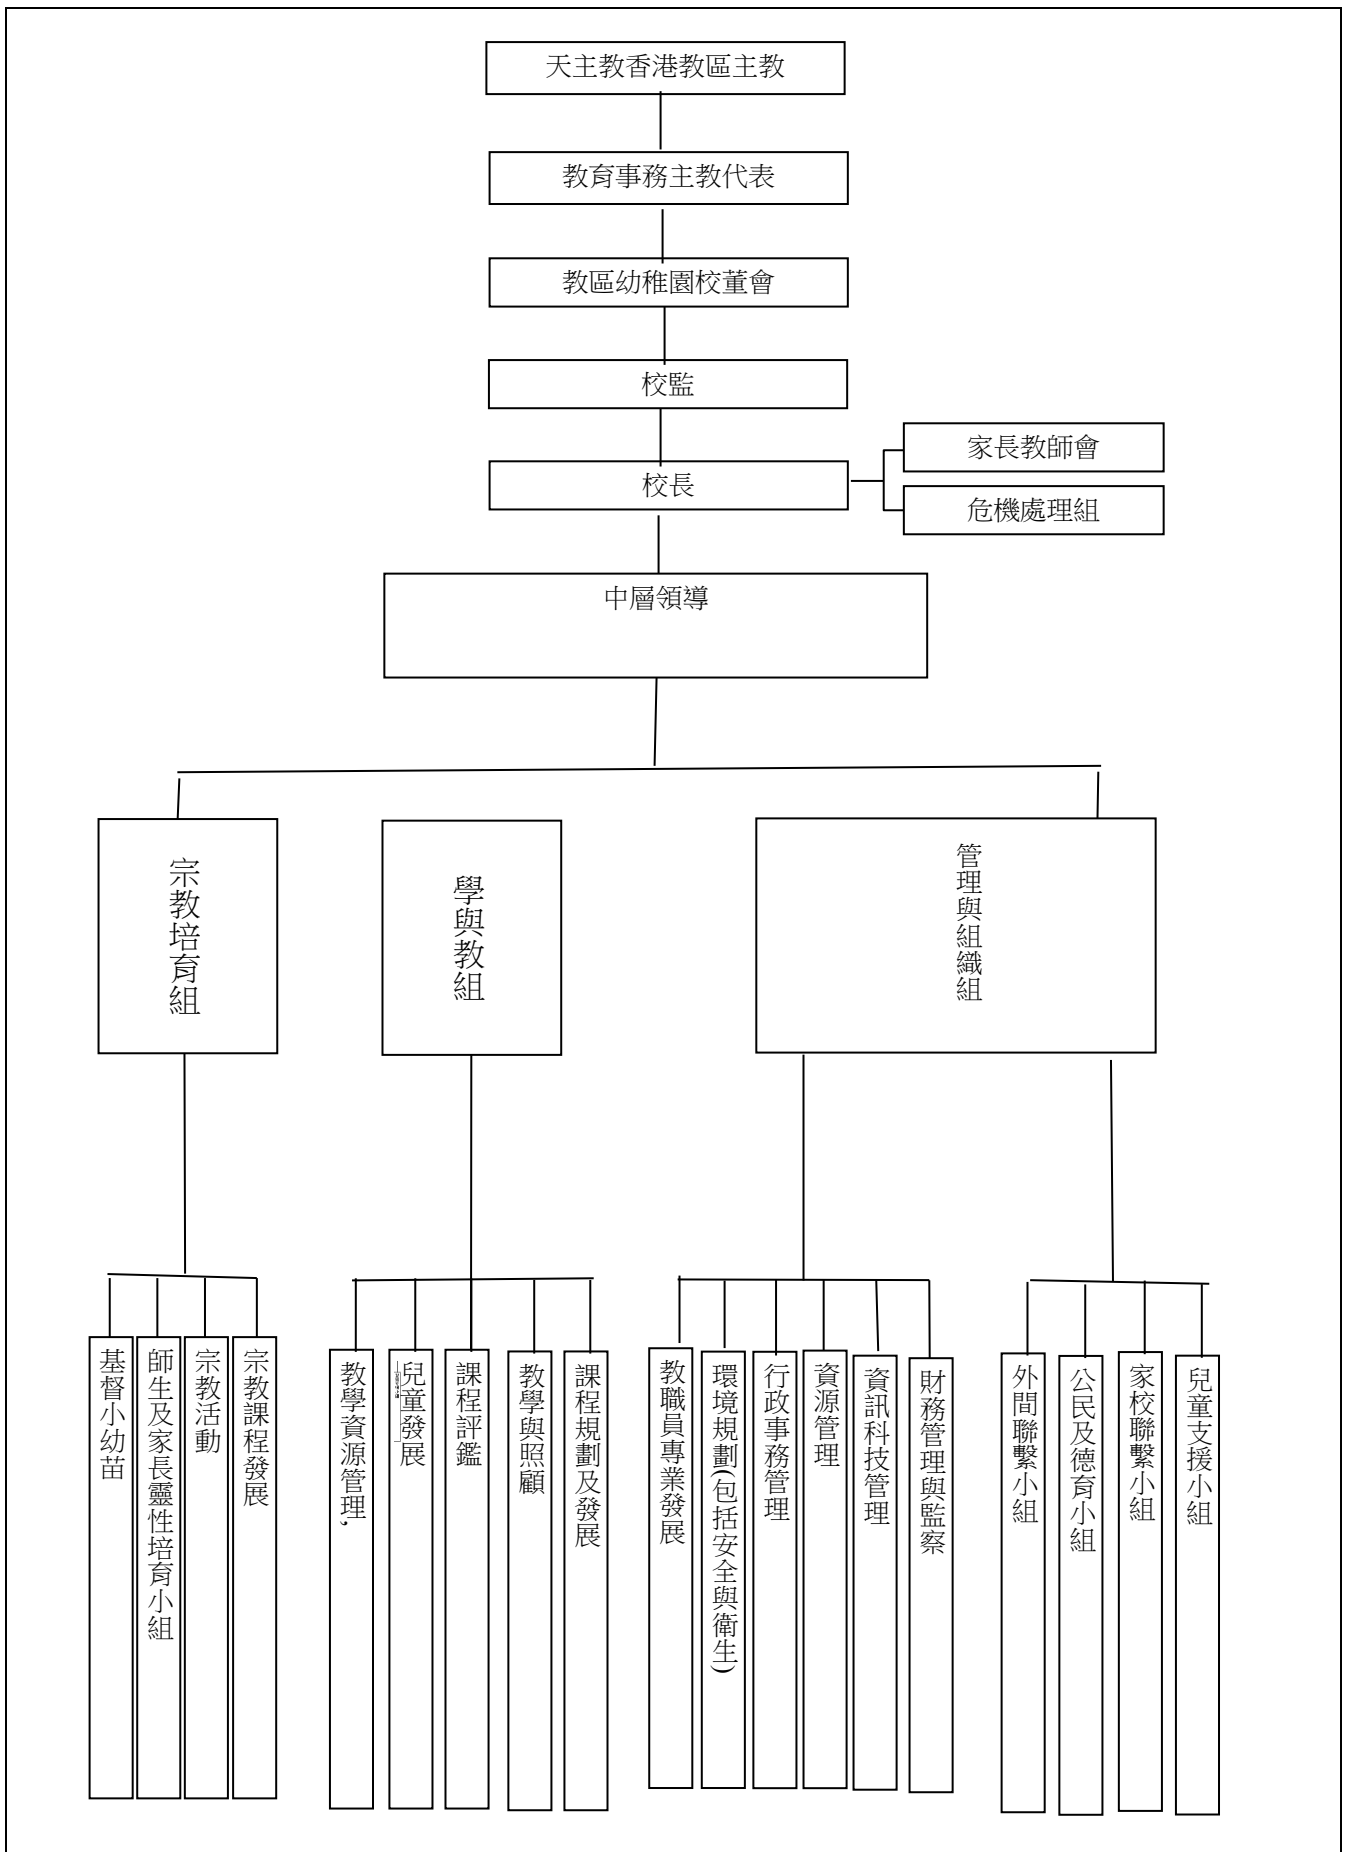 天主教香港教區主教
教育事務主教代表
教區幼稚園校董會
校監
校長
家長教師會
危機處理組
中層領導
宗教培育組
學與教組
管理與組織組
基督小幼苗
師生及家長靈性培育小組
宗教活動
宗教課程發展
教學資源管理,
兒童發展
課程評鑑
教學與照顧
課程規劃及發展
教職員專業發展
環境規劃(包括安全與衛生)
行政事務管理
資源管理
資訊科技管理
財務管理與監察
外間聯繫小組
公民及德育小組
家校聯繫小組
兒童支援小組